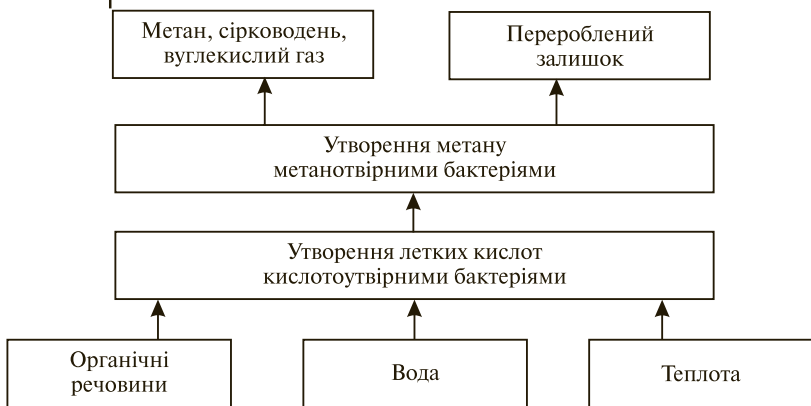 Метан, сірководень,
вуглекислий газ
Перероблений
залишок
Утворення метану
метанотвірними бактеріями
Утворення летких кислот
кислотоутвірними бактеріями
Органічні
речовини
Вода
Теплота